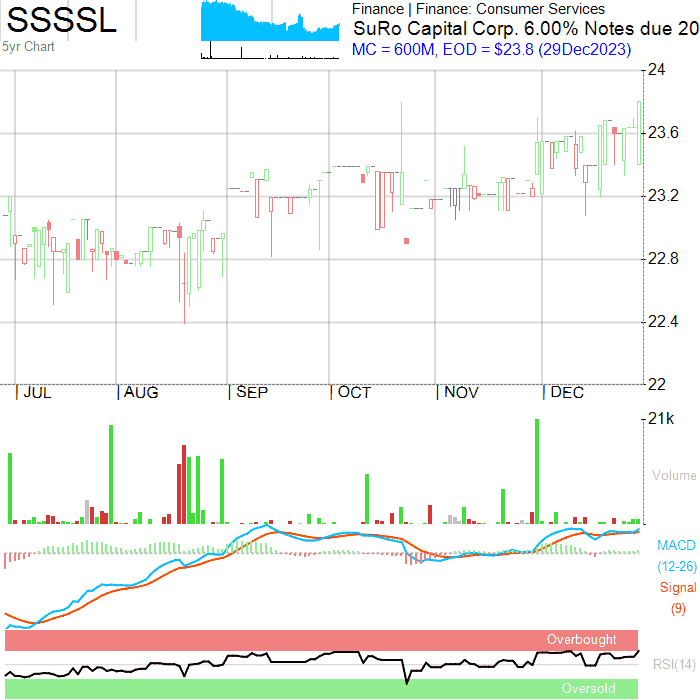 SSSSL
5yr Chart
Finance | Finance: Consumer Services
SuRo Capital Corp. 6.00% Notes due 20
MC = 600M, EOD = $23.8 (29Dec2023)
24
23.6
23.2
22.8
22.4
22
JUL AUG SEP OCT NOV DEC
21k
Volume
MACD
(12-26)
Signal
(9)
Overbought
RSI(14)
Oversold